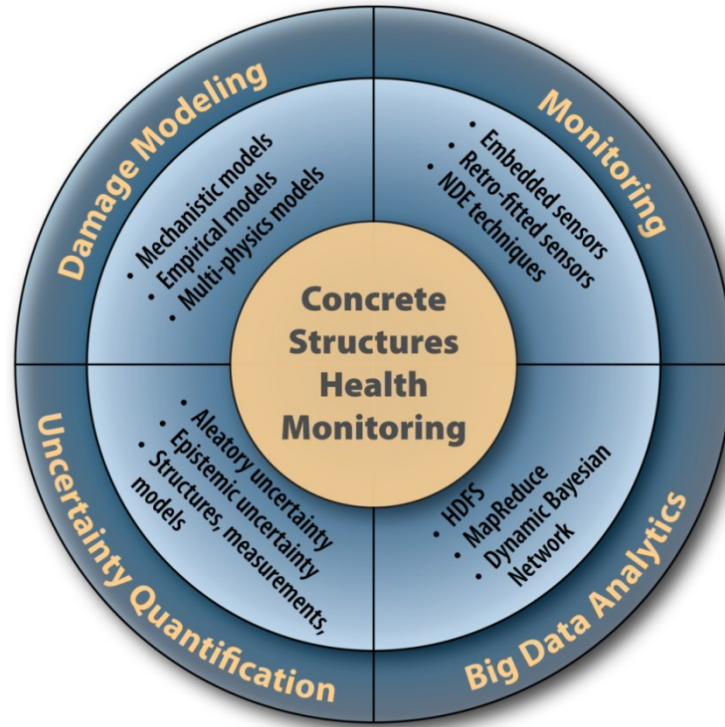 Damage Modeling
• Mechanistic models
• Empirical models
• Multi-physics models
Monitoring
• Embedded sensors
• Retro-fitted sensors
• NDE techniques
Concrete
Structures
Health
Monitoring
Uncertainty Quantification
• Aleatory uncertainty
• Epistemic uncertainty
• Structures, measurements,
models
Big Data Analytics
• HDFS
• MapReduce
• Dynamic Bayesian
Network